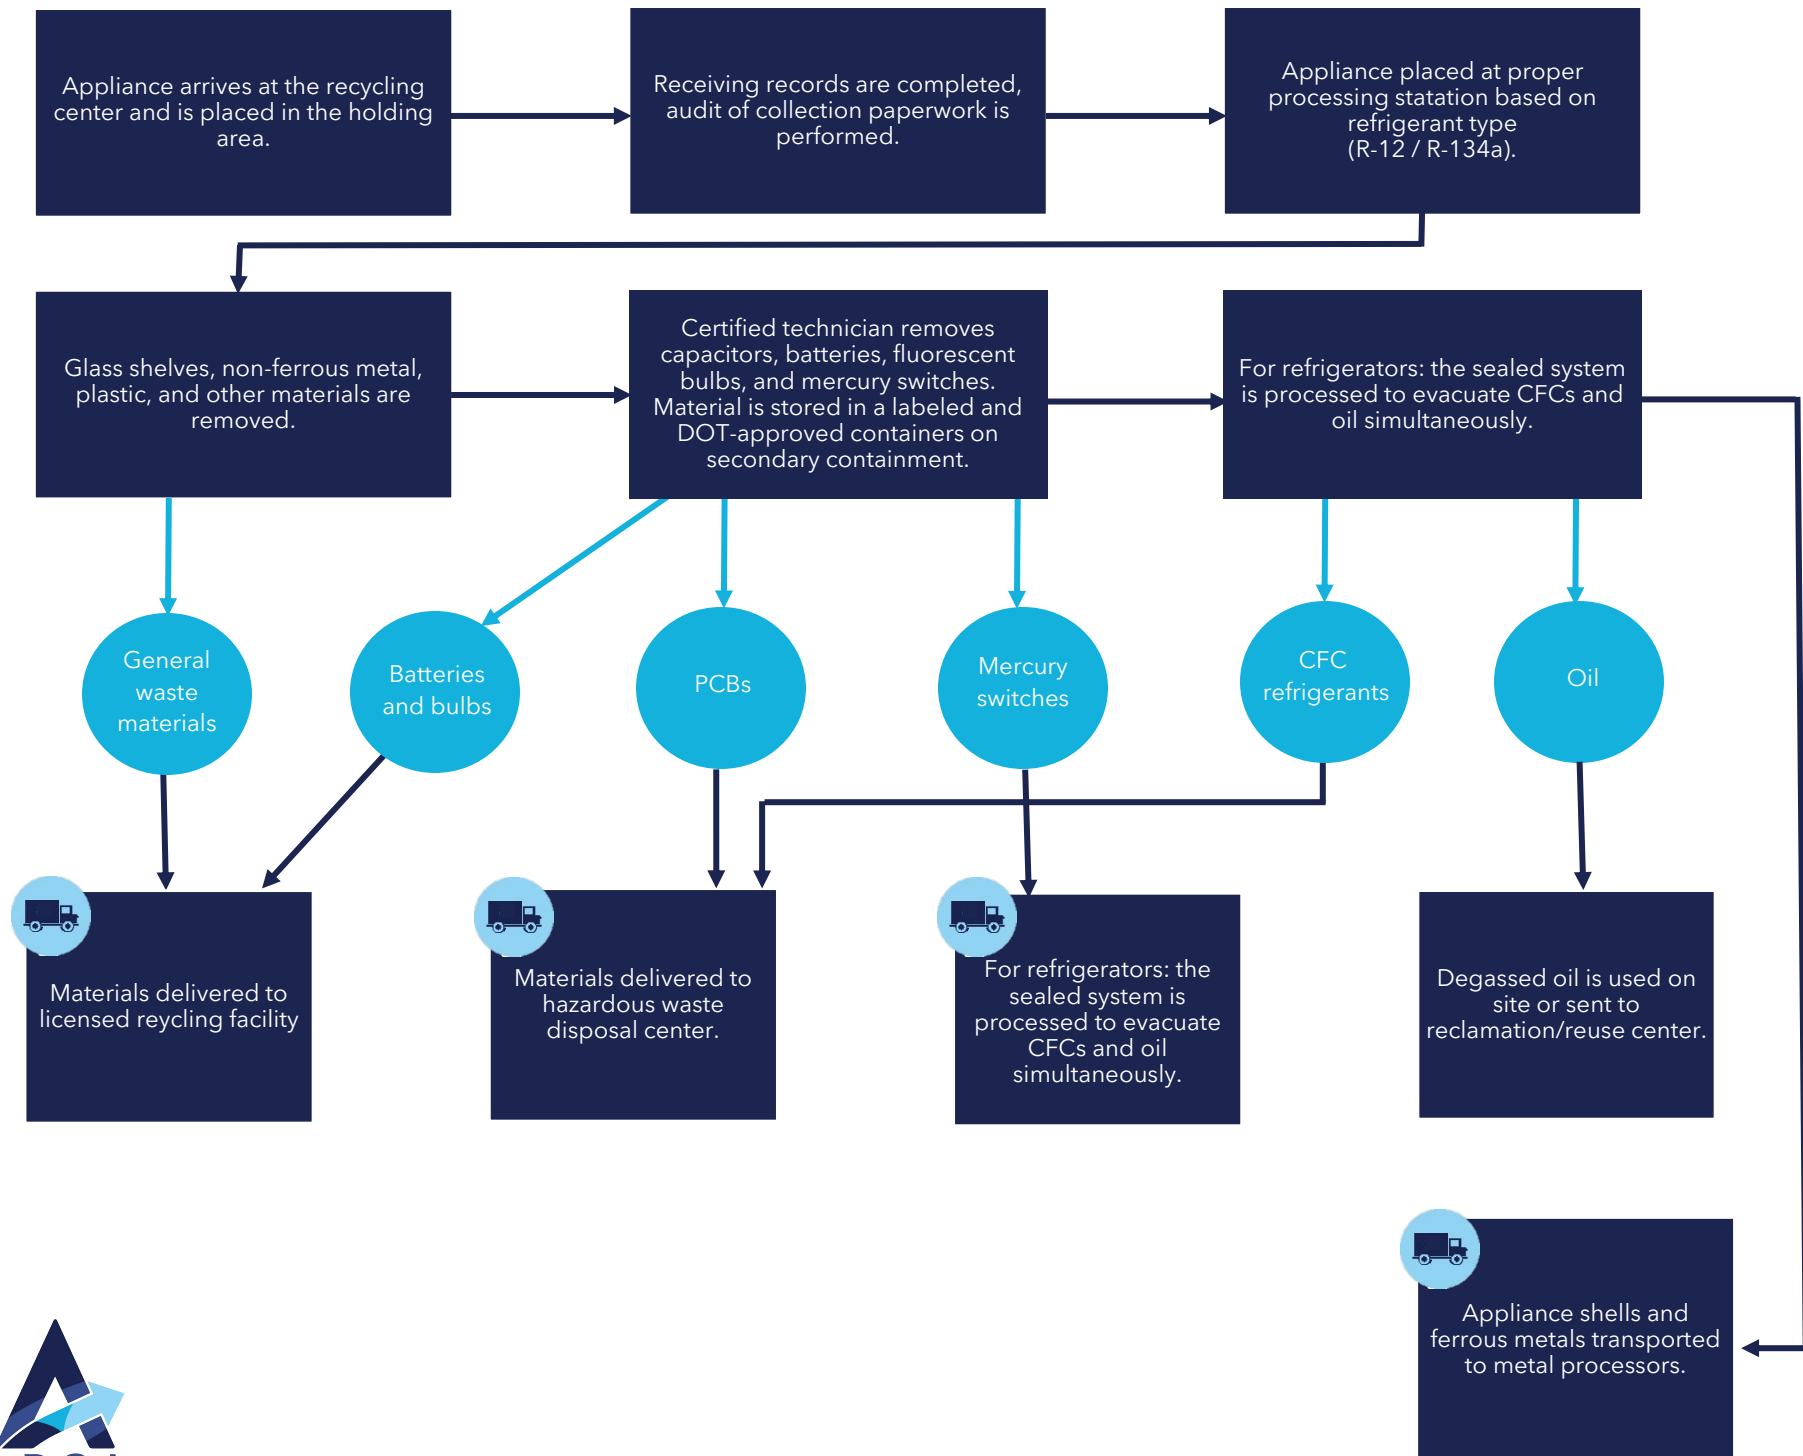 Appliance arrives at the recycling
center and is placed in the holding
area.
Receiving records are completed,
audit of collection paperwork is
performed.
Appliance placed at proper
processing statation based on
refrigerant type
(R-12 / R-134a).
Glass shelves, non-ferrous metal,
plastic, and other materials are
removed.
Certified technician removes
capacitors, batteries, fluorescent
bulbs, and mercury switches.
Material is stored in a labeled and
DOT-approved containers on
secondary containment.
For refrigerators: the sealed system
is processed to evacuate CFCs and
oil simultaneously.
General
waste
materials
Batteries
and bulbs
PCBs
Mercury
switches
CFC
refrigerants
Oil
Materials delivered to
licensed reycling facility
Materials delivered to
hazardous waste
disposal center.
For refrigerators: the
sealed system is
processed to evacuate
CFCs and oil
simultaneously.
Degassed oil is used on
site or sent to
reclamation/reuse center.
Appliance shells and
ferrous metals transported
to metal processors.